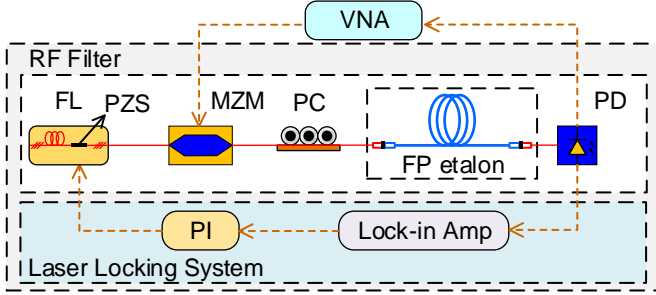 VNA
RF Filter
FL
PZS
MZM
PC
PD
FP etalon
PI
Lock-in Amp
Laser Locking System